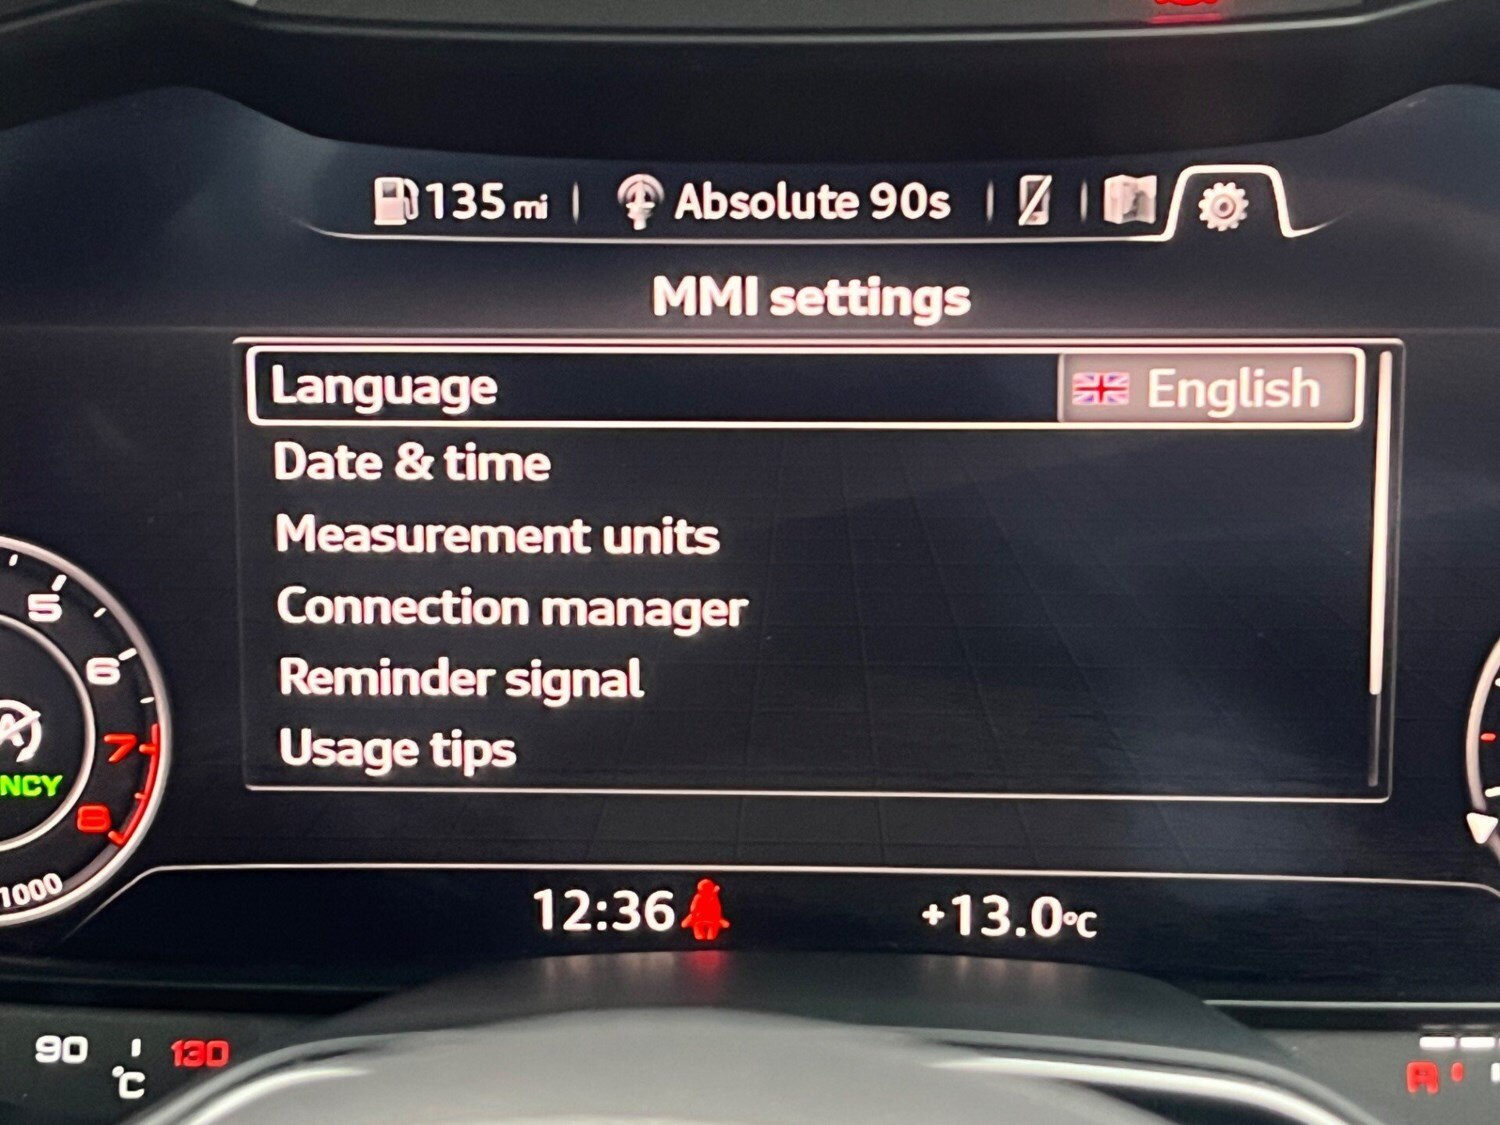 135 mi | Absolute 90s | |
MMI settings
Language English
Date & time
Measurement units
Connection manager
Reminder signal
Usage tips
5
6
7
8
NCY
1000
12:36 +13.0°C
90 130
°C